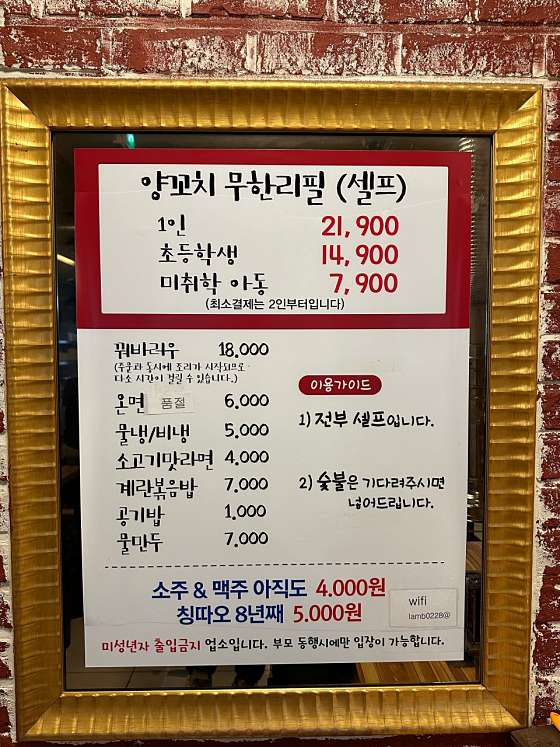 양꼬치 무한리필 (셀프)
1인 21,900
초등학생 14,900
미취학 아동 7,900
(최소결제는 2인부터입니다)
꿔바러우 18.000
(주문과 동시에 조리가 시작되므로
다소 시간이 걸릴 수 있습니다.)
온면 품절 6.000
물냉/비냉 5.000
소고기맛라면 4.000
계란볶음밥 7.000
공기밥 1.000
물만두 7.000
이용가이드
1) 전부 셀프입니다.
2) 숯불은 기다려주시면
넣어드립니다.
소주 & 맥주 아직도 4.000원
칭따오 8년째 5.000원
wifi
lamb0228@
미성년자 출입금지 업소입니다. 부모 동행시에만 입장이 가능합니다.